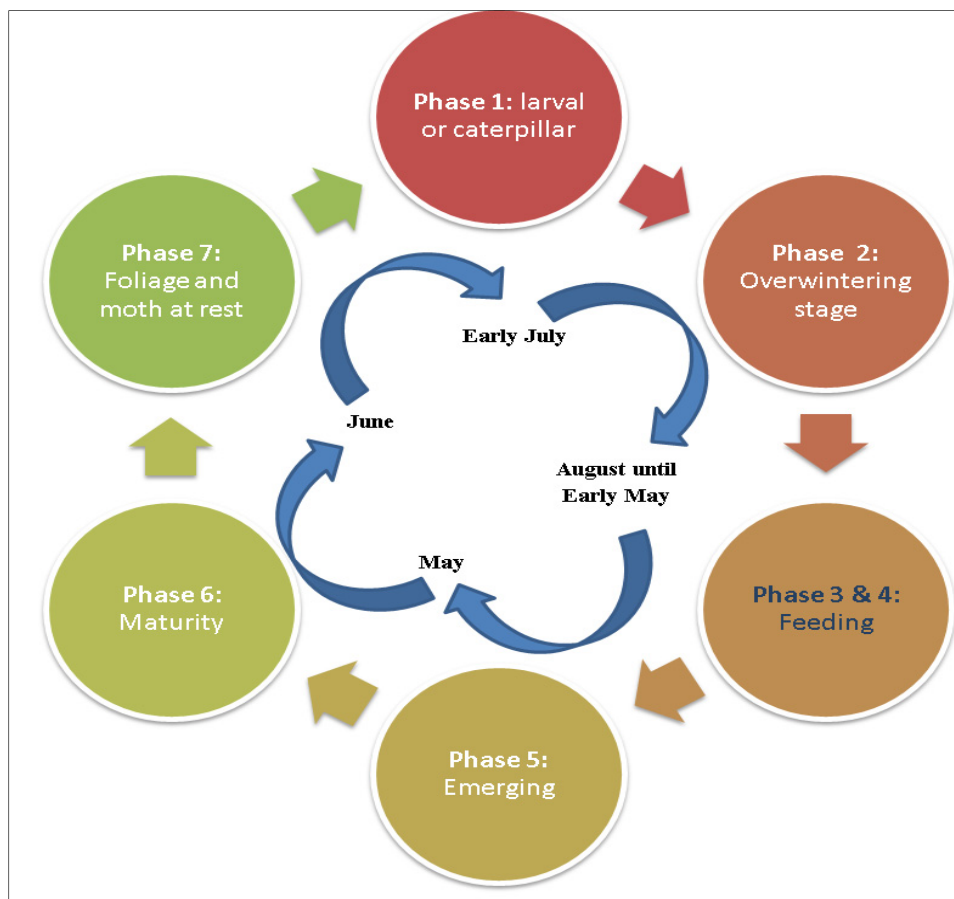 Phase 1: larval
or caterpillar
Phase 2:
Overwintering
stage
Phase 3 & 4:
Feeding
Phase 5:
Emerging
Phase 6:
Maturity
Phase 7:
Foliage and
moth at rest
Early July
August until
Early May
May
June